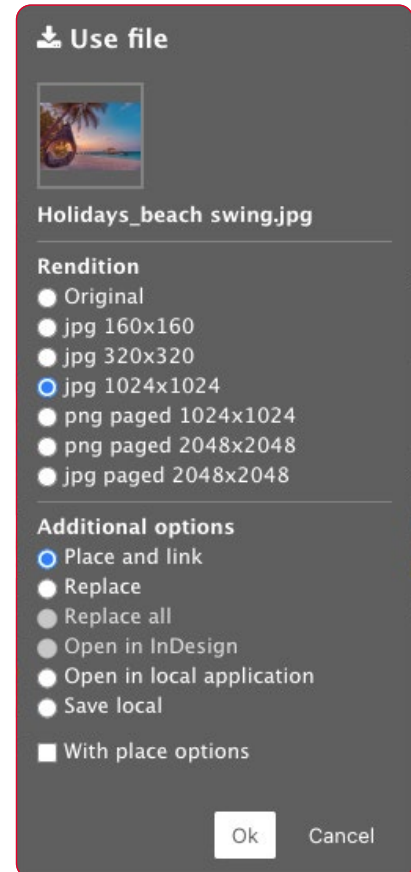 Use file
Holidays_beach swing.jpg
Rendition
Original
jpg 160x160
jpg 320x320
jpg 1024x1024
png paged 1024x1024
png paged 2048x2048
jpg paged 2048x2048
Additional options
Place and link
Replace
Replace all
Open in InDesign
Open in local application
Save local
With place options
Ok Cancel